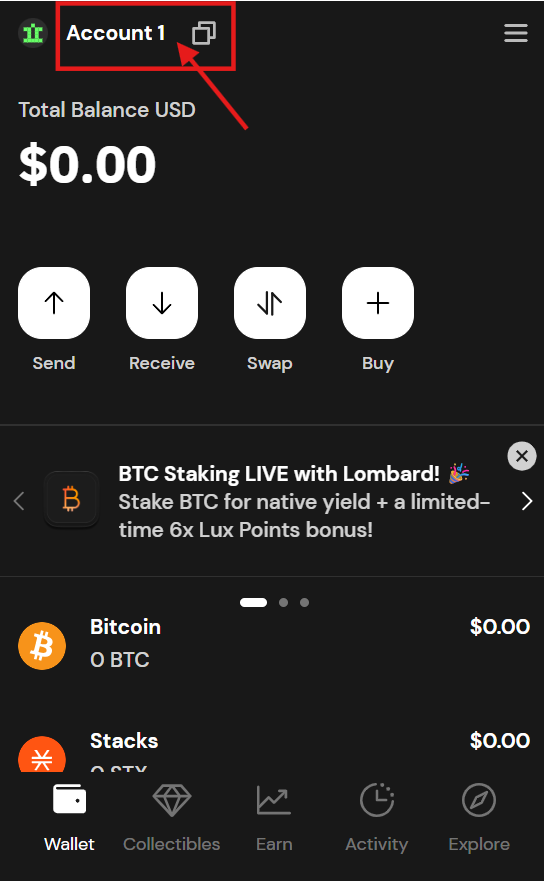 Account 1
Total Balance USD
$0.00
Send Receive Swap Buy
BTC Staking LIVE with Lombard! 🎉
Stake BTC for native yield + a limited-
time 6x Lux Points bonus!
Bitcoin $0.00
0 BTC
Stacks $0.00
0 STX
Wallet Collectibles Earn Activity Explore